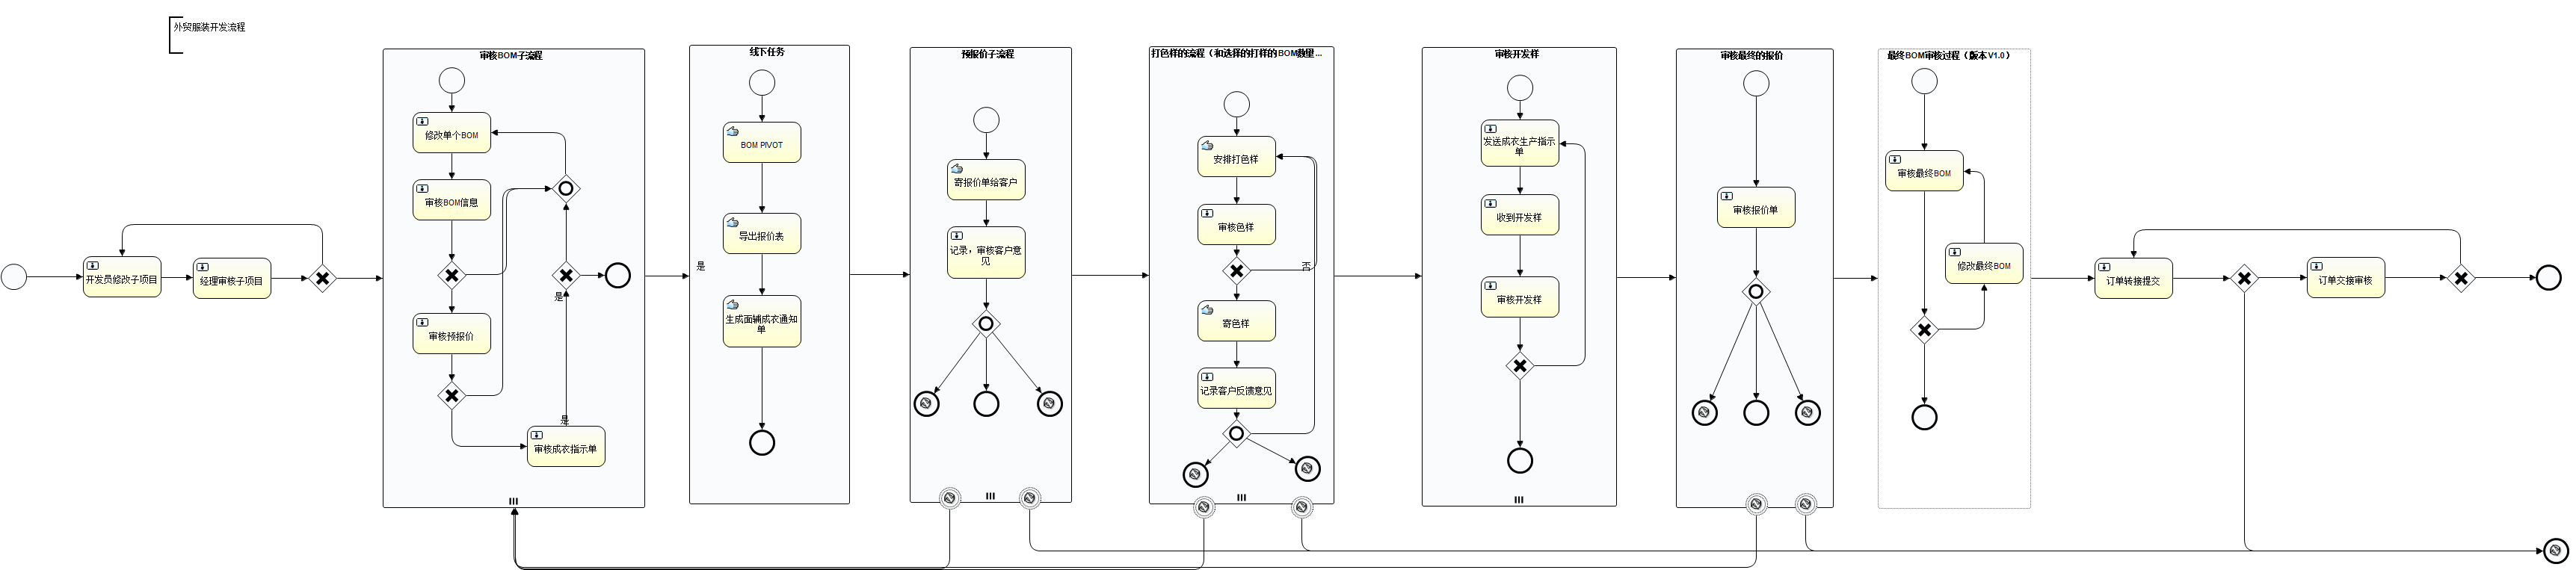 外贸服装开发流程
开发员修改子项目
经理审核子项目
审核BOM子流程
修改单个BOM
审核BOM信息
审核预报价
是
是
审核成衣指示单
线下任务
BOM PIVOT
导出报价表
生成面辅成衣通知
单
是
预报价子流程
寄报价单给客户
记录，审核客户意
见
打色样的流程（和选择的打样的BOM数里...
安排打色样
审核色样
否
寄色样
记录客户反馈意见
审核开发样
发送成衣生产指示
单
收到开发样
审核开发样
审核最终的报价
审核报价单
最终BOM审核过程（版本V1.0）
审核最终BOM
修改最终BOM
订单转接提交
订单交接审核